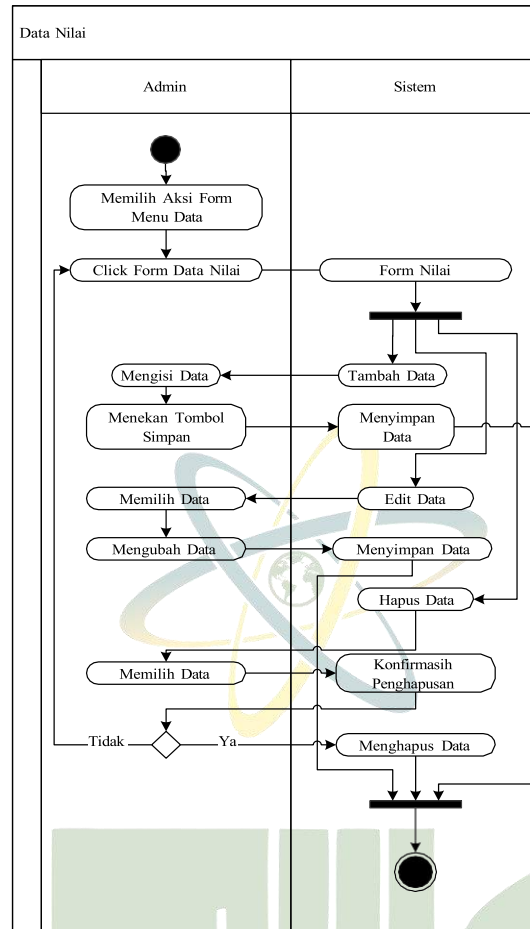 Data Nilai
Admin
Sistem
Memilih Aksi Form
Menu Data
Click Form Data Nilai
Form Nilai
Mengisi Data
Tambah Data
Menekan Tombol
Simpan
Menyimpan
Data
Memilih Data
Edit Data
Mengubah Data
Menyimpan Data
Hapus Data
Memilih Data
Konfirmasih
Penghapusan
Tidak
Ya
Menghapus Data